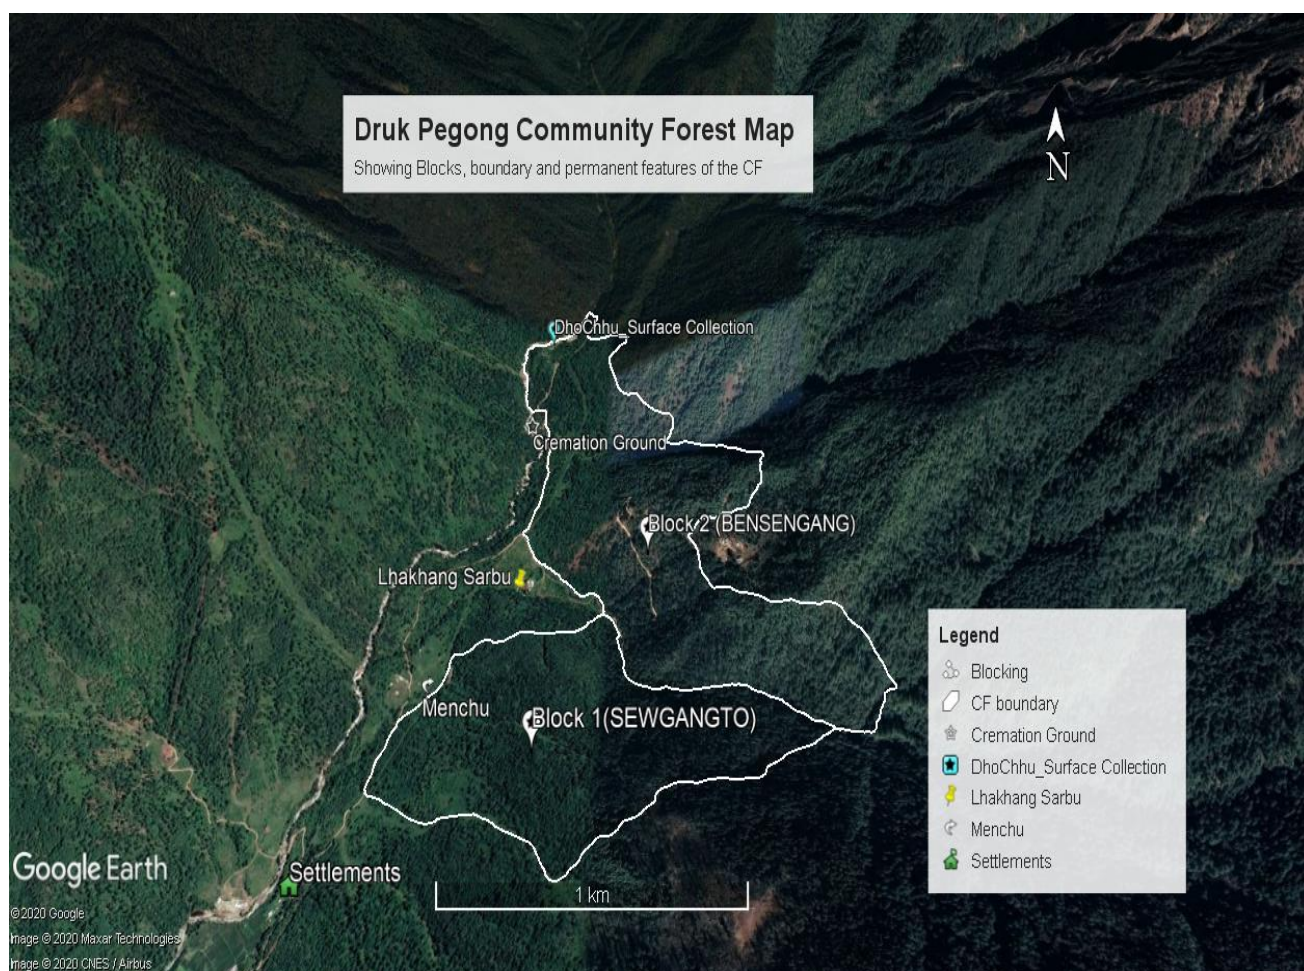 Druk Pegong Community Forest Map
Showing Blocks, boundary and permanent features of the CF
N
DhoChhu_Surface Collection
Cremation Ground
Block 2 (BENSENGANG)
Lhakhang Sarbu
Menchu
Block 1(SEWGANGTO)
Settlements
1 km
Legend
Blocking
CF boundary
Cremation Ground
DhoChhu_Surface Collection
Lhakhang Sarbu
Menchu
Settlements
Google Earth
© 2020 Google
Image © 2020 Maxar Technologies
Image © 2020 CNES / Airbus